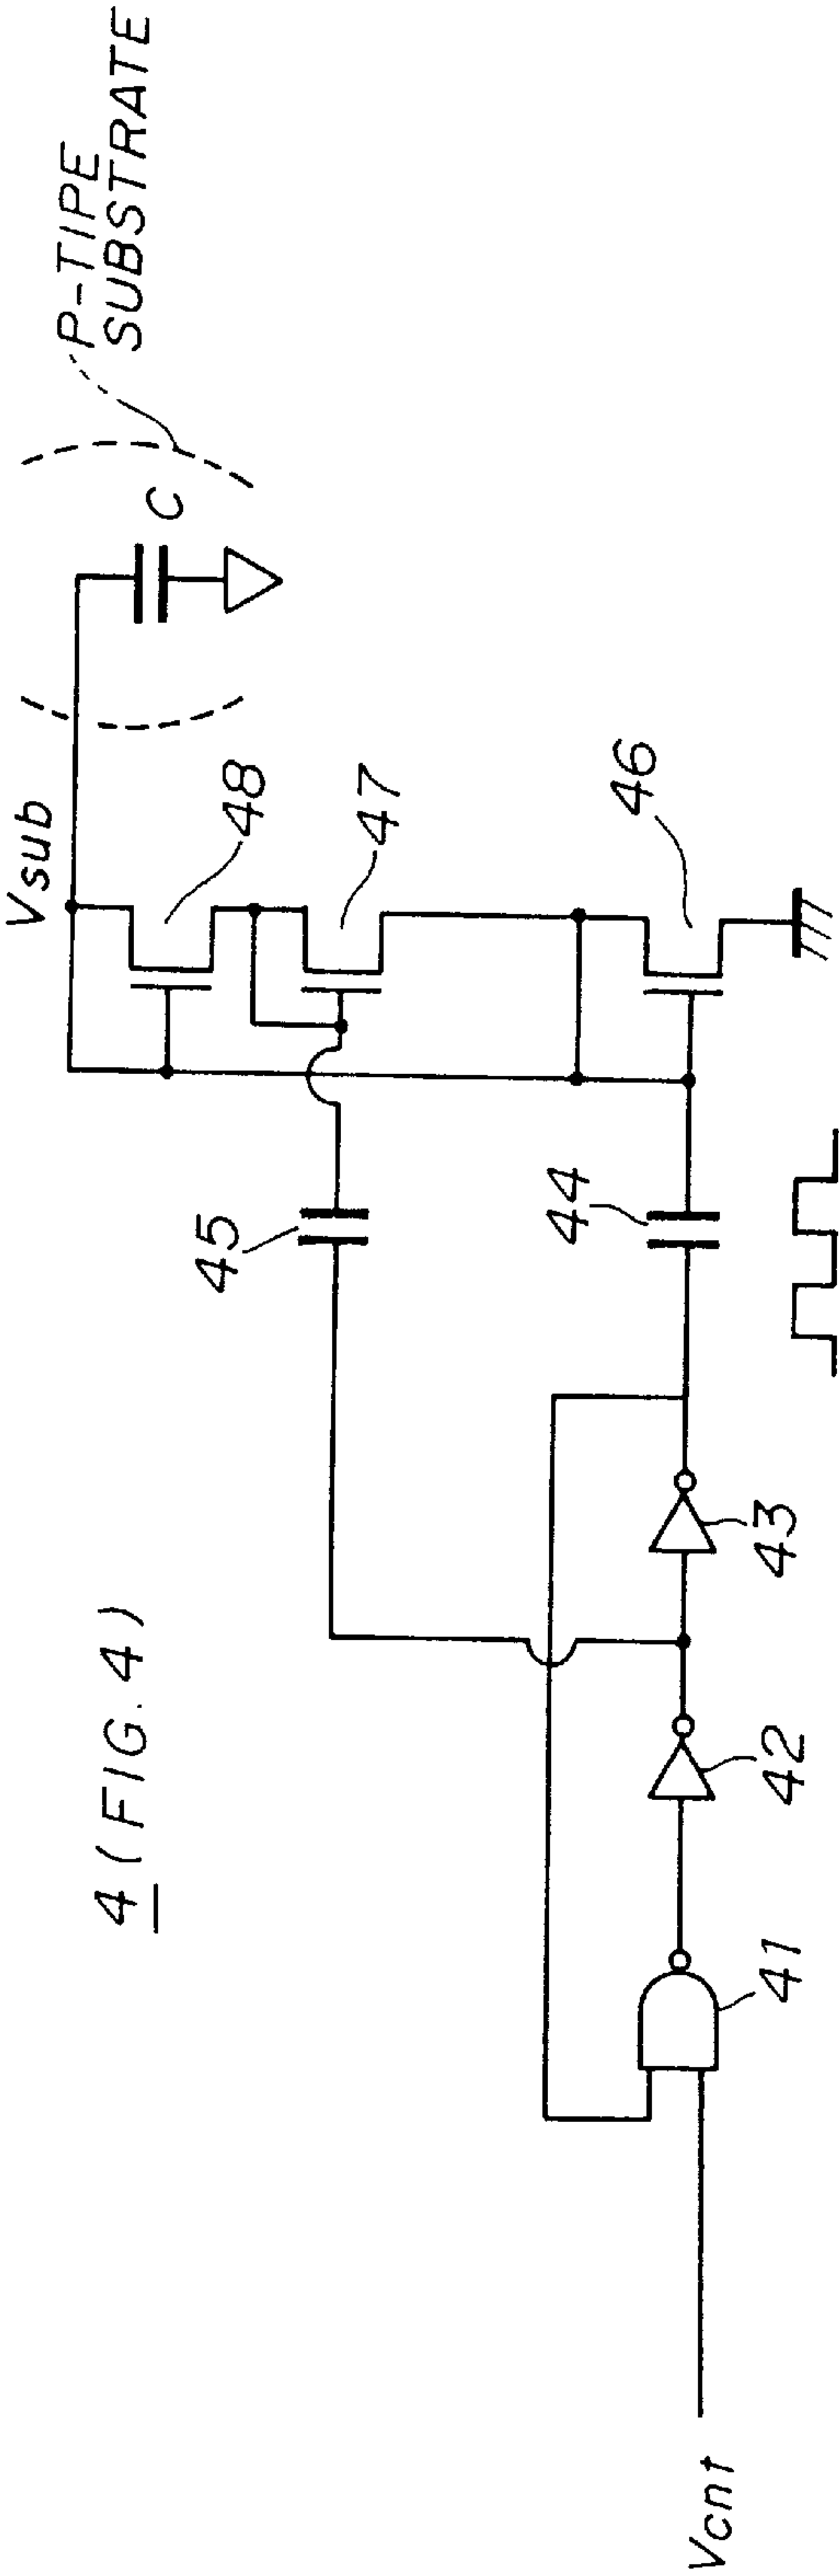 4 (FIG. 4)
Vsub
P-TIPE
SUBSTRATE
C
48
47
46
45
44
43
42
41
Vcnt